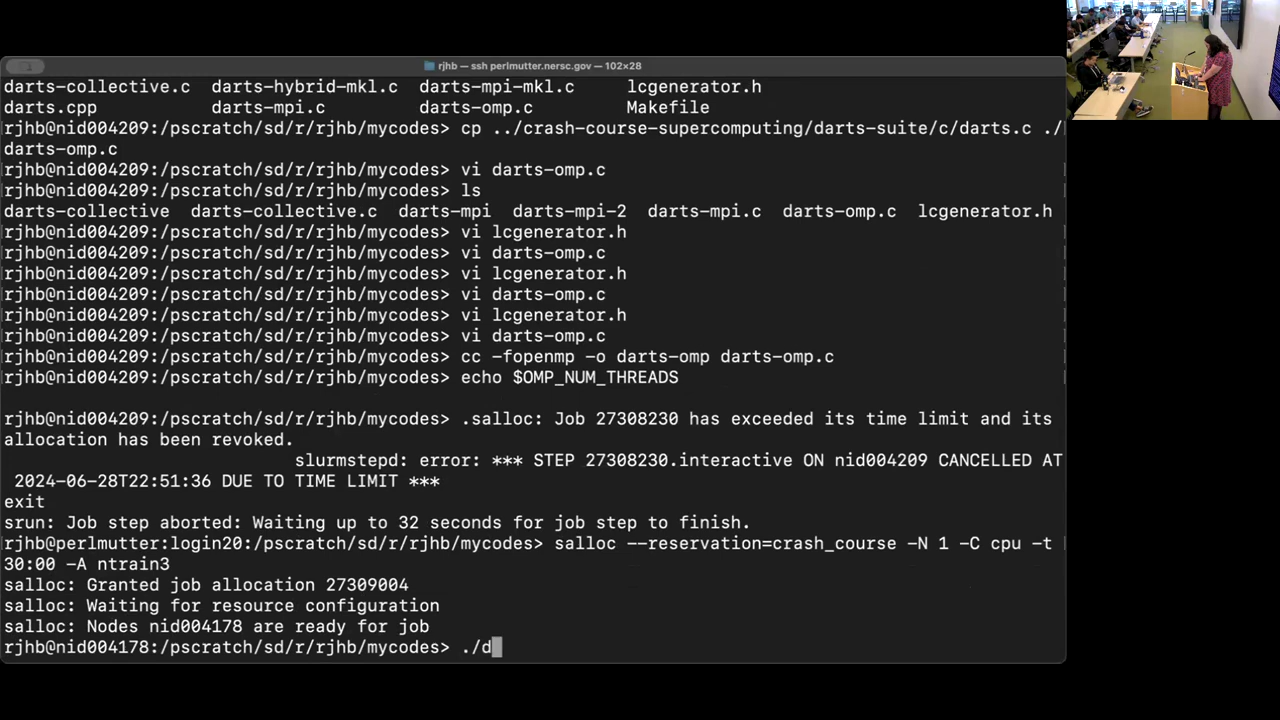 rjhb — ssh perlmutter.nersc.gov — 102×28
darts-collective.c  darts-hybrid-mkl.c  darts-mpi-mkl.c     lcgenerator.h
darts.cpp           darts-mpi.c         darts-omp.c         Makefile
rjhb@nid004209:/pscratch/sd/r/rjhb/mycodes> cp ../crash-course-supercomputing/darts-suite/c/darts.c ./
darts-omp.c
rjhb@nid004209:/pscratch/sd/r/rjhb/mycodes> vi darts-omp.c
rjhb@nid004209:/pscratch/sd/r/rjhb/mycodes> ls
darts-collective  darts-collective.c  darts-mpi  darts-mpi-2  darts-mpi.c  darts-omp.c  lcgenerator.h
rjhb@nid004209:/pscratch/sd/r/rjhb/mycodes> vi lcgenerator.h
rjhb@nid004209:/pscratch/sd/r/rjhb/mycodes> vi darts-omp.c
rjhb@nid004209:/pscratch/sd/r/rjhb/mycodes> vi lcgenerator.h
rjhb@nid004209:/pscratch/sd/r/rjhb/mycodes> vi darts-omp.c
rjhb@nid004209:/pscratch/sd/r/rjhb/mycodes> vi lcgenerator.h
rjhb@nid004209:/pscratch/sd/r/rjhb/mycodes> vi darts-omp.c
rjhb@nid004209:/pscratch/sd/r/rjhb/mycodes> cc -fopenmp -o darts-omp darts-omp.c
rjhb@nid004209:/pscratch/sd/r/rjhb/mycodes> echo $OMP_NUM_THREADS
rjhb@nid004209:/pscratch/sd/r/rjhb/mycodes> .salloc: Job 27308230 has exceeded its time limit and its
allocation has been revoked.
slurmstepd: error: *** STEP 27308230.interactive ON nid004209 CANCELLED AT
2024-06-28T22:51:36 DUE TO TIME LIMIT ***
exit
srun: Job step aborted: Waiting up to 32 seconds for job step to finish.
rjhb@perlmutter:login20:/pscratch/sd/r/rjhb/mycodes> salloc --reservation=crash_course -N 1 -C cpu -t
30:00 -A ntrain3
salloc: Granted job allocation 27309004
salloc: Waiting for resource configuration
salloc: Nodes nid004178 are ready for job
rjhb@nid004178:/pscratch/sd/r/rjhb/mycodes> ./d